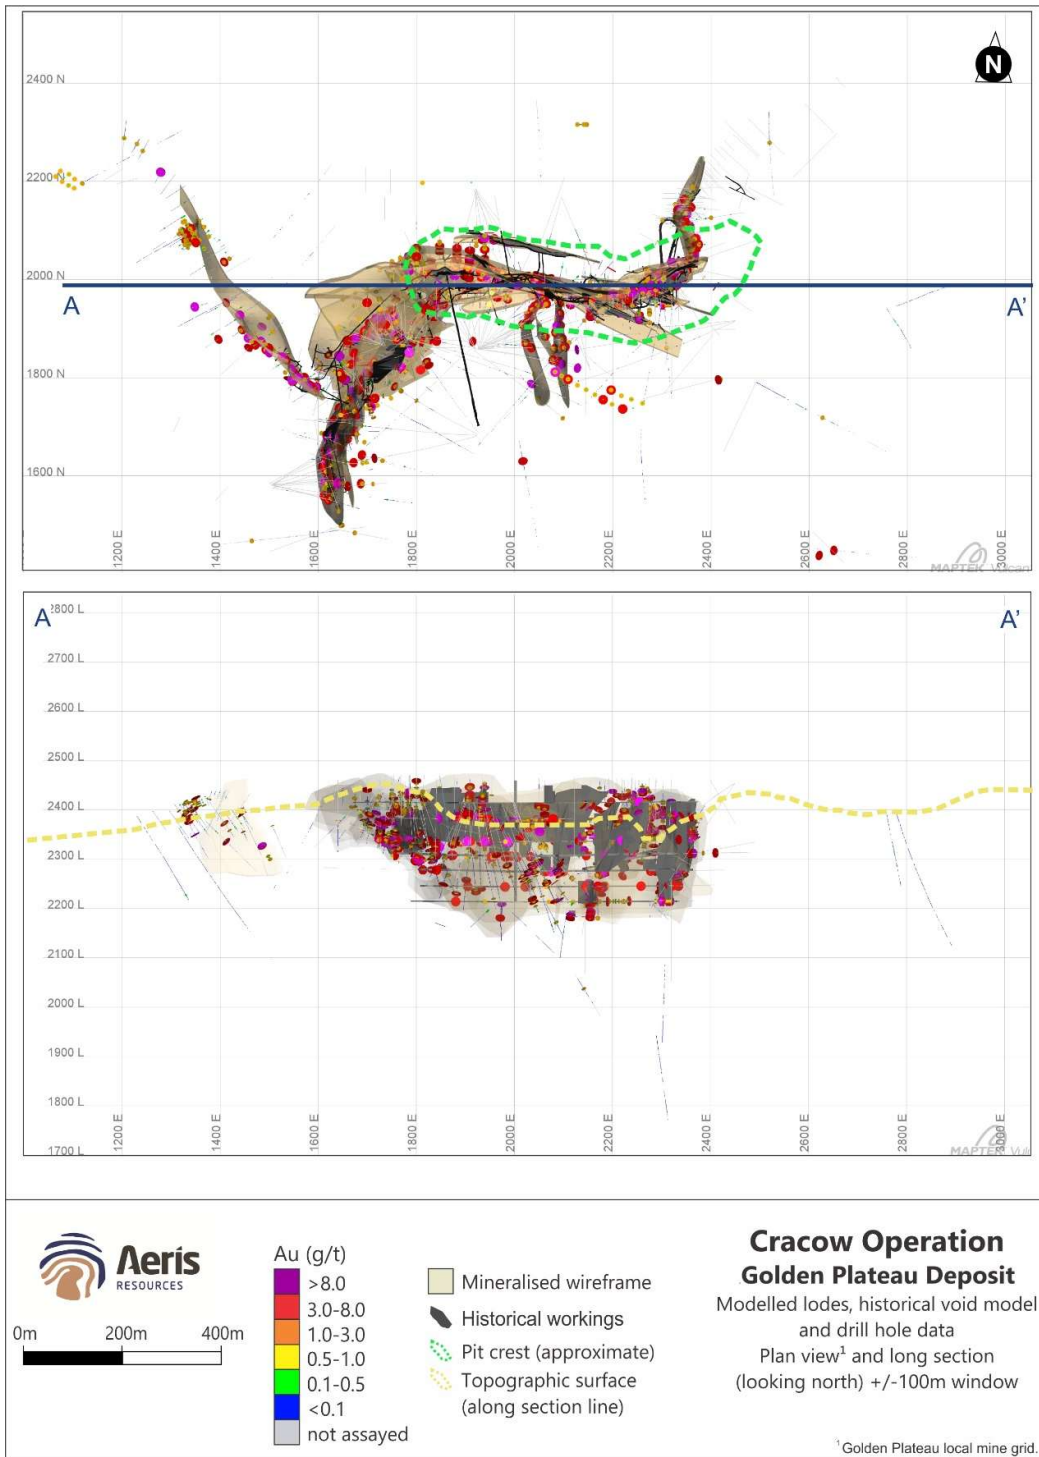 N
2400 N
2200 N
2000 N
A
A'
1800 N
1600 N
1200 E
1400 E
1600 E
1800 E
2000 E
2200 E
2400 E
2600 E
2800 E
3000 E
MAPTEK Vulcan
A
A'
2700 L
2600 L
2500 L
2400 L
2300 L
2200 L
2100 L
2000 L
1900 L
1800 L
1700 L
1200 E
1400 E
1600 E
1800 E
2000 E
2200 E
2400 E
2600 E
2800 E
MAPTEK
Aeris
RESOURCES
0m 200m 400m
Au (g/t)
>8.0
3.0-8.0
1.0-3.0
0.5-1.0
0.1-0.5
<0.1
not assayed
Mineralised wireframe
Historical workings
Pit crest (approximate)
Topographic surface
(along section line)
Cracow Operation
Golden Plateau Deposit
Modelled lodes, historical void model
and drill hole data
Plan view¹ and long section
(looking north) +/-100m window
¹ Golden Plateau local mine grid.